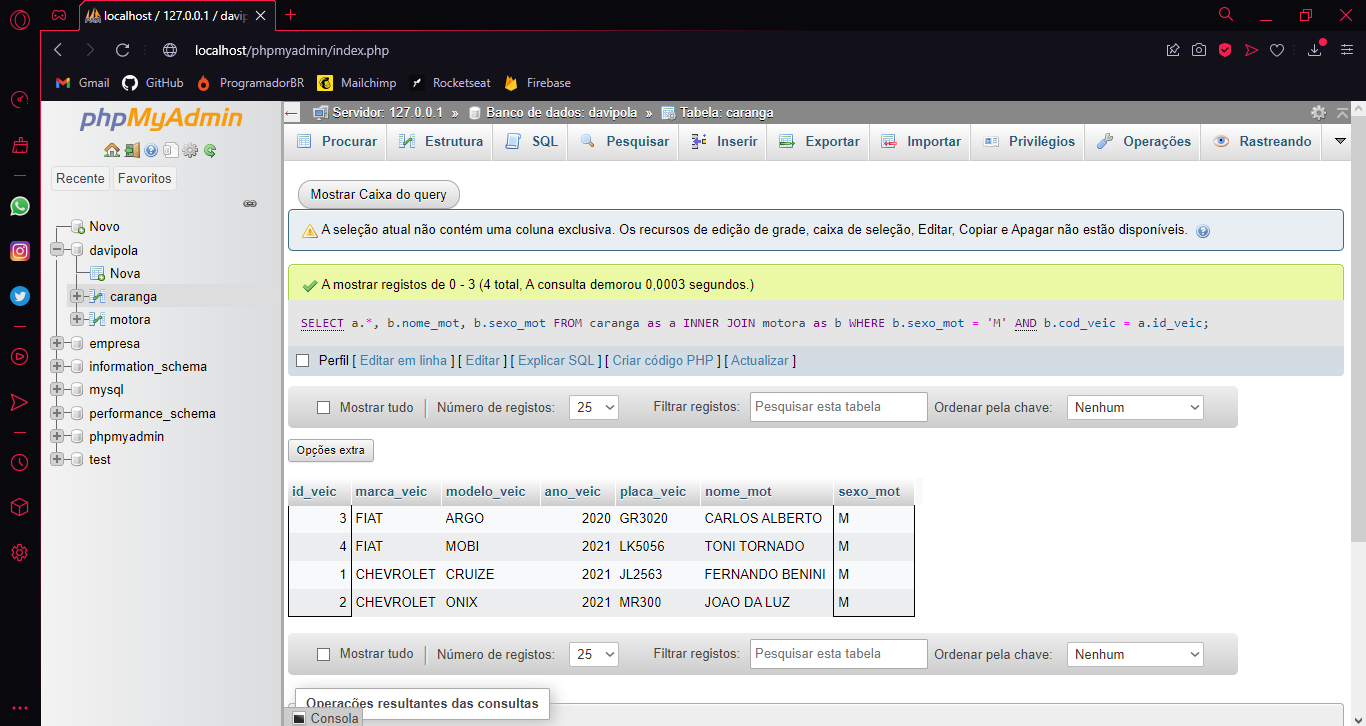 localhost / 127.0.0.1 / davip
localhost/phpmyadmin/index.php
Gmail GitHub ProgramadorBR Mailchimp Rocketseat Firebase
phpMyAdmin
Recente Favoritos
Novo
davipola
Nova
caranga
motora
empresa
information_schema
mysql
performance_schema
phpmyadmin
test
Servidor: 127.0.0.1 » Banco de dados: davipola » Tabela: caranga
Procurar Estrutura SQL Pesquisar Inserir Exportar Importar Privilégios Operações Rastreando
Mostrar Caixa do query
A seleção atual não contém uma coluna exclusiva. Os recursos de edição de grade, caixa de seleção, Editar, Copiar e Apagar não estão disponíveis.
A mostrar registos de 0 - 3 (4 total, A consulta demorou 0,0003 segundos.)
SELECT a.*, b.nome_mot, b.sexo_mot FROM caranga as a INNER JOIN motora as b WHERE b.sexo_mot = 'M' AND b.cod_veic = a.id_veic;
Perfil [ Editar em linha ] [ Editar ] [ Explicar SQL ] [ Criar código PHP ] [ Actualizar ]
Mostrar tudo Número de registos: 25 Filtrar registos: Pesquisar esta tabela Ordenar pela chave: Nenhum
Opções extra
id_veic marca_veic modelo_veic ano_veic placa_veic nome_mot sexo_mot
3 FIAT ARGO 2020 GR3020 CARLOS ALBERTO M
4 FIAT MOBI 2021 LK5056 TONI TORNADO M
1 CHEVROLET CRUIZE 2021 JL2563 FERNANDO BENINI M
2 CHEVROLET ONIX 2021 MR300 JOAO DA LUZ M
Mostrar tudo Número de registos: 25 Filtrar registos: Pesquisar esta tabela Ordenar pela chave: Nenhum
Operações resultantes das consultas
Consola